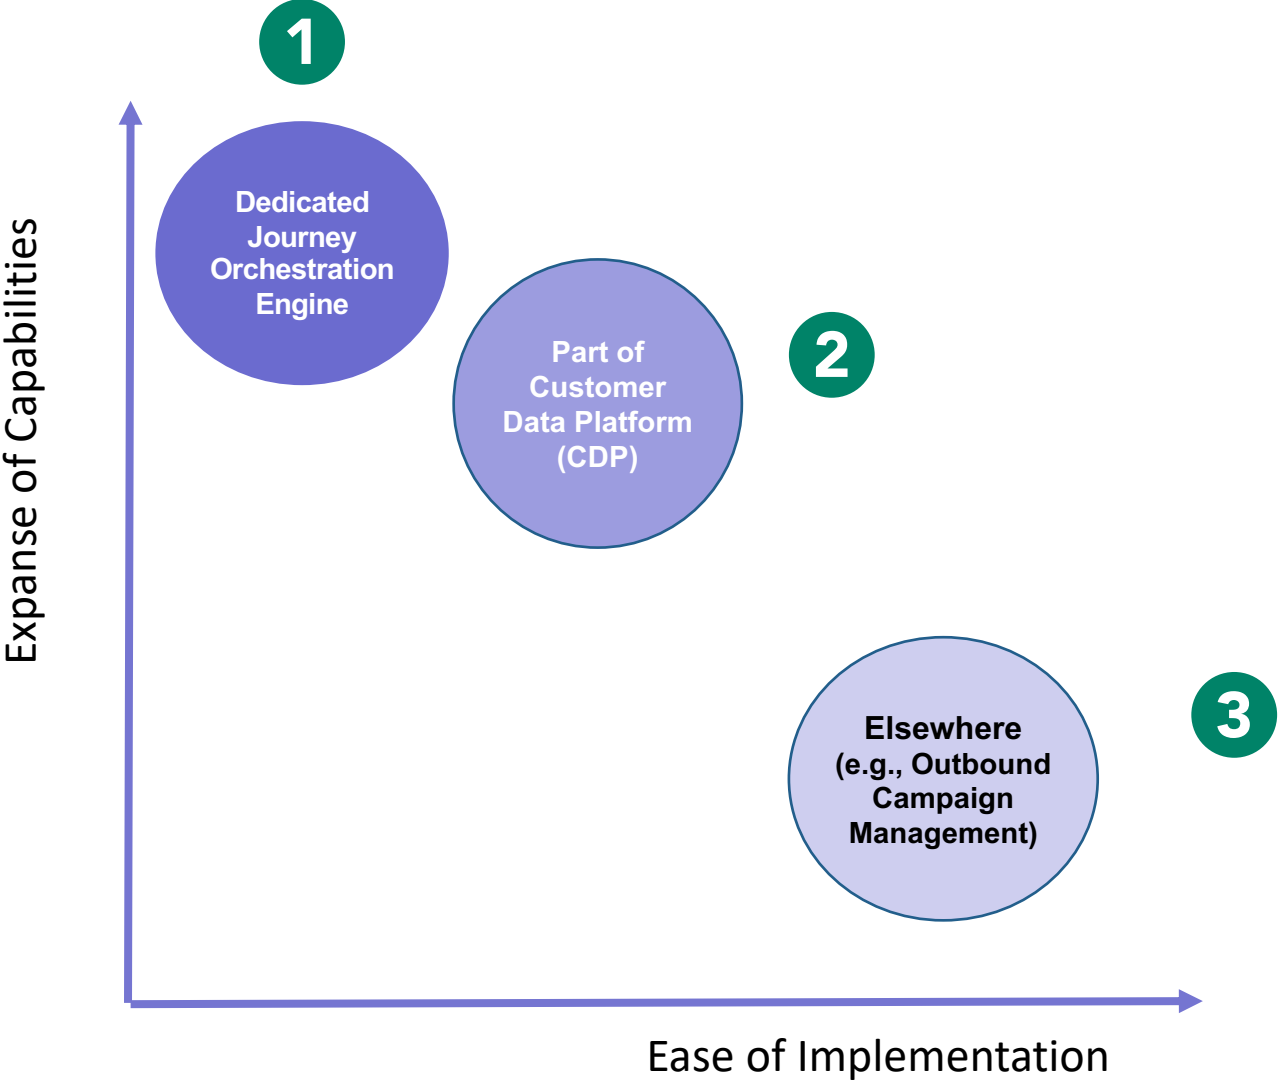 1
Dedicated
Journey
Orchestration
Engine
Part of
Customer
Data Platform
(CDP)
2
Elsewhere
(e.g., Outbound
Campaign
Management)
3
Expanse of Capabilities
Ease of Implementation